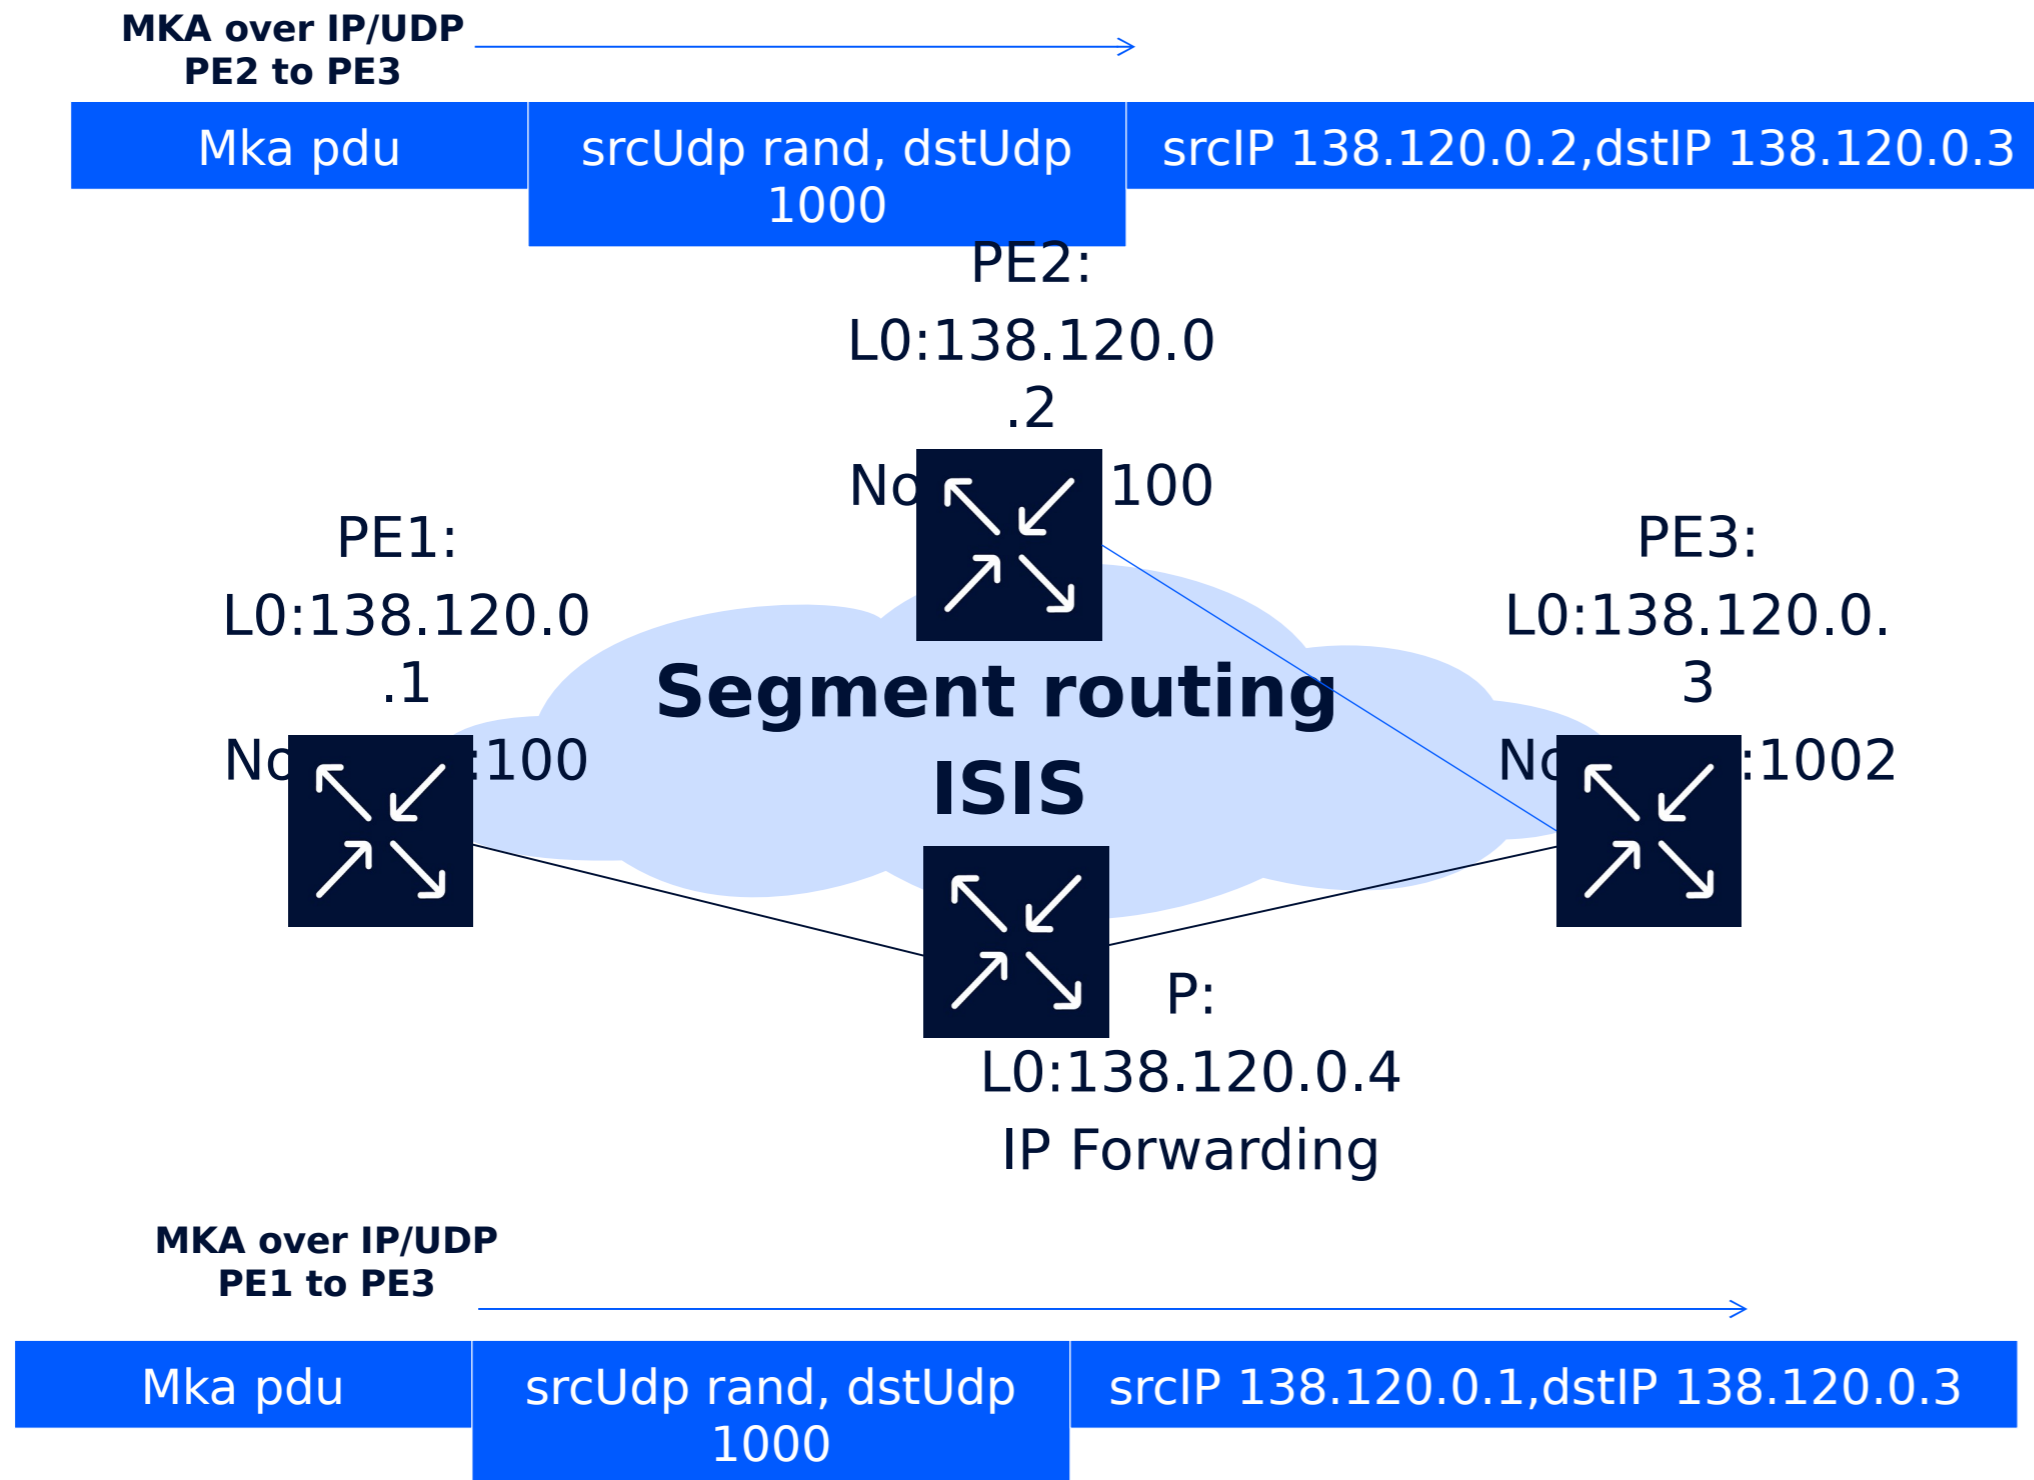 MKA over IP/UDP
PE2 to PE3
Mka pdu
srcUdp rand, dstUdp
1000
srcIP 138.120.0.2,dstIP 138.120.0.3
PE2:
L0:138.120.0
.2
100
PE1:
L0:138.120.0
.1
:100
PE3:
L0:138.120.0.
3
:1002
Segment routing
ISIS
P:
L0:138.120.0.4
IP Forwarding
MKA over IP/UDP
PE1 to PE3
Mka pdu
srcUdp rand, dstUdp
1000
srcIP 138.120.0.1,dstIP 138.120.0.3